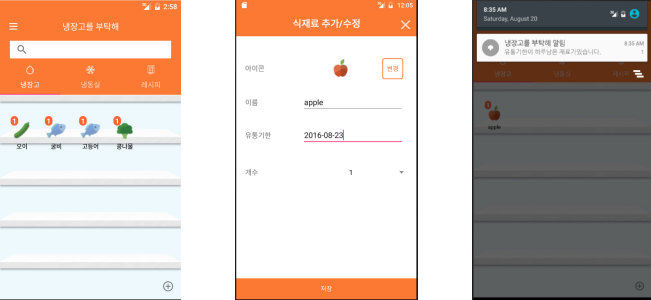 2:58
냉장고를 부탁해
냉장고
냉동실
레시피
1
1
1
1
오이
굴비
고등어
콩나물
12:05
식재료 추가/수정
아이콘
변경
이름
apple
유통기한
2016-08-23
개수
1
저장
8:35 AM
Saturday, August 20
냉장고를 부탁해 알림
8:35 AM
유통기한이 하루남은 재료가있습니다.
1
냉장고
냉동실
레시피
1
apple